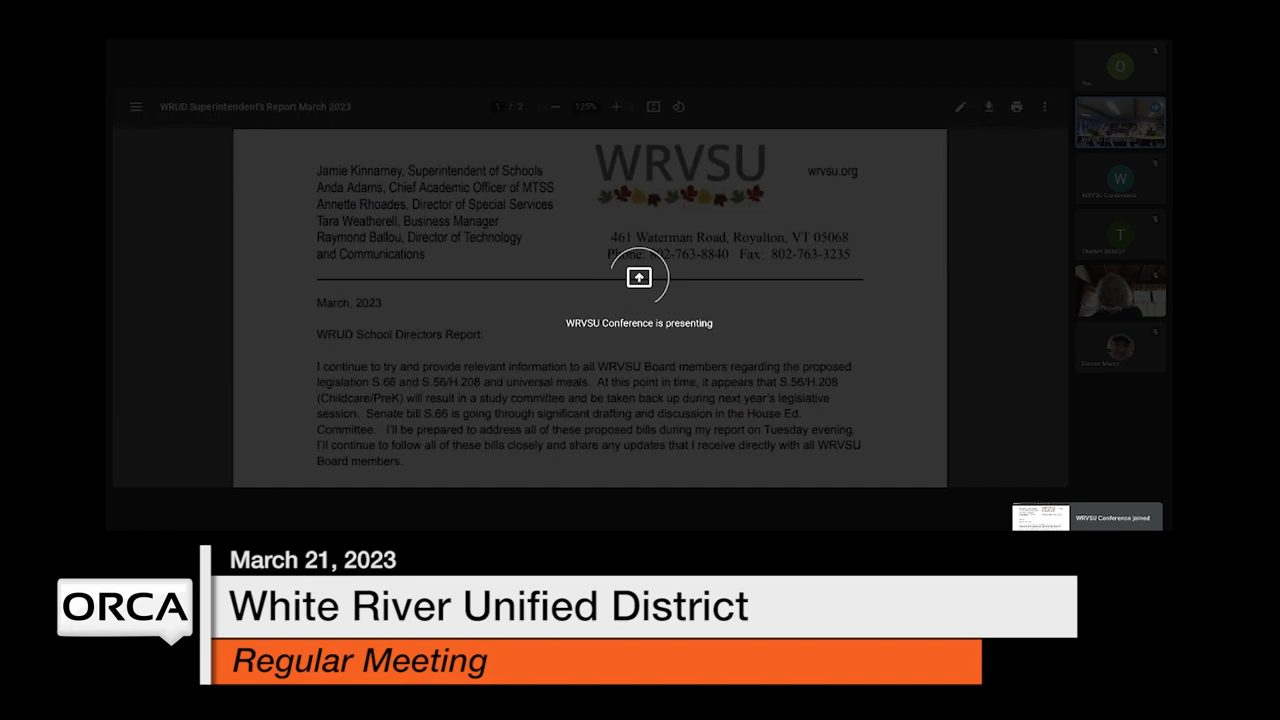 You
WRUD Superintendent's Report March 2023
1 / 2
125%
WRVSU Conference
Jamie Kinnarney, Superintendent of Schools
Anda Adams, Chief Academic Officer of MTSS
Annette Rhoades, Director of Special Services
Tara Weatherell, Business Manager
Raymond Ballou, Director of Technology
and Communications
WRVSU
wrvsu.org
461 Waterman Road, Royalton, VT 05068
Phone: 802-763-8840 Fax: 802-763-3235
O
W
WRVSU Conference
T
TAMMY BENOIT
WRVSU Conference is presenting
March, 2023
WRUD School Directors Report:
I continue to try and provide relevant information to all WRVSU Board members regarding the proposed
legislation S.66 and S.56/H.208 and universal meals. At this point in time, it appears that S.56/H.208
(Childcare/PreK) will result in a study committee and be taken back up during next year's legislative
session. Senate bill S.66 is going through significant drafting and discussion in the House Ed.
Committee. I'll be prepared to address all of these proposed bills during my report on Tuesday evening.
I'll continue to follow all of these bills closely and share any updates that I receive directly with all WRVSU
Board members.
WRVSU Conference joined
March 21, 2023
ORCA
White River Unified District
Regular Meeting